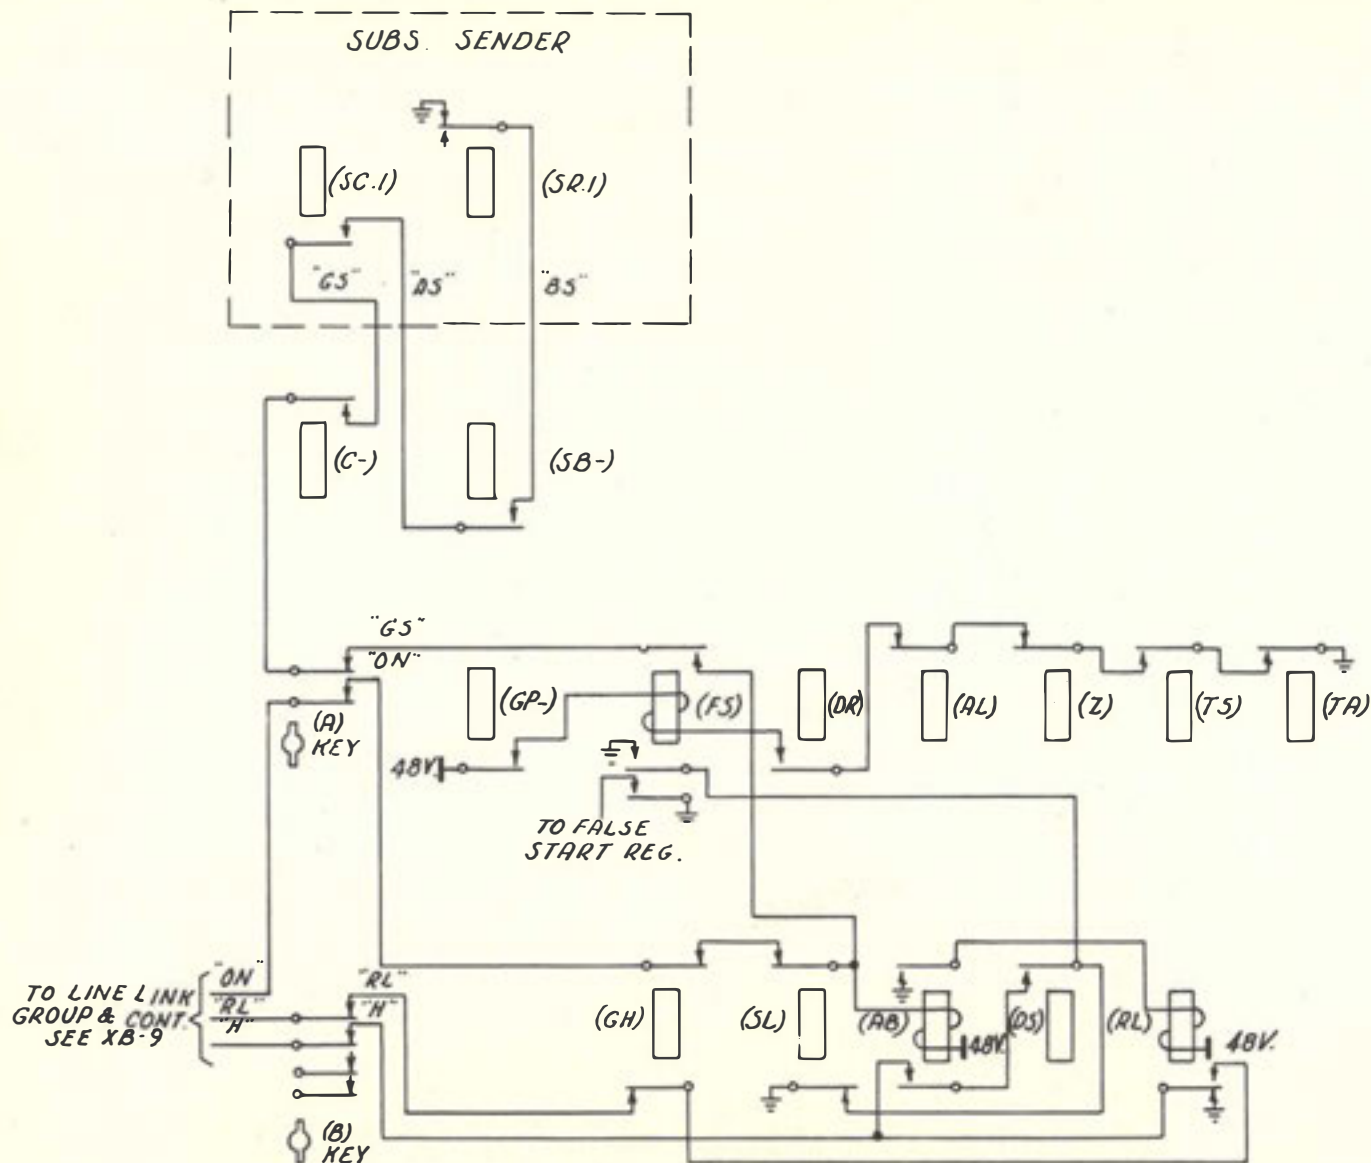 SUBS. SENDER
(SC.1)
(SR.1)
"GS"
"DS"
"BS"
(C-)
(SB-)
"GS"
"ON"
(A)
KEY
(GP-)
(FS)
(DR)
(AL)
(Z)
(TS)
(TA)
48V.
TO FALSE
START REG.
"ON"
"RL"
"H"
TO LINE LINK
GROUP & CONT.
SEE XB-9
"RL"
"H"
(GH)
(SL)
(AB)
48V.
(DS)
(RL)
48V.
(B)
KEY